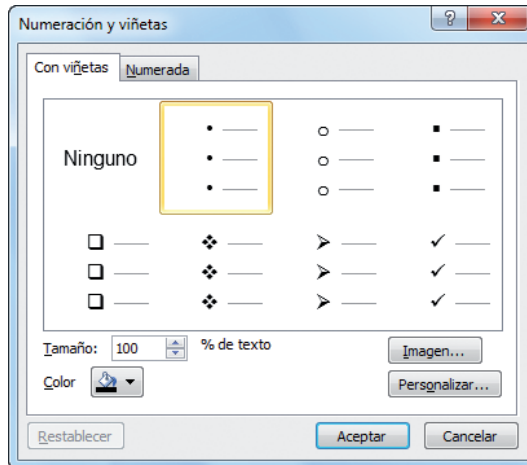 Numeración y viñetas
Con viñetas Numerada
Ninguno
Tamaño: 100 % de texto Imagen...
Color Personalizar...
Restablecer Aceptar Cancelar